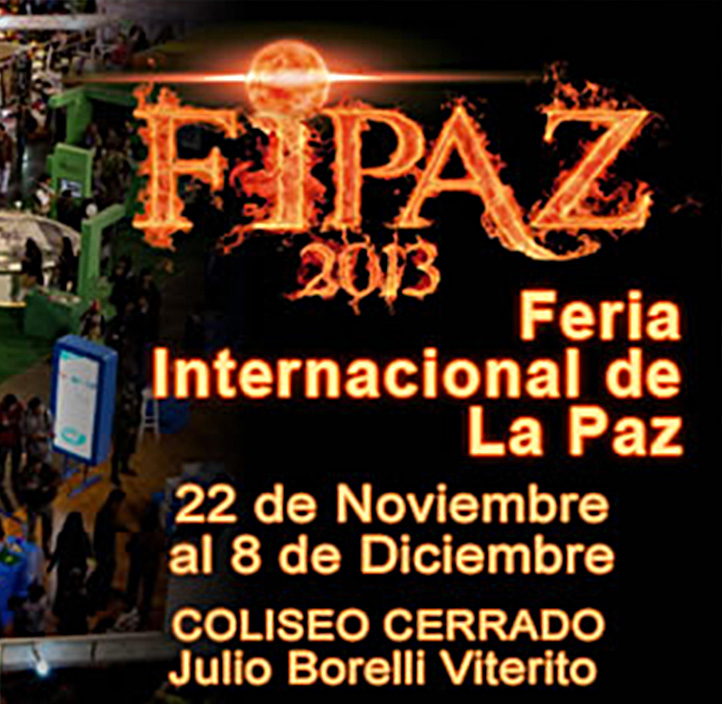 FIPAZ
2013
Feria
Internacional de
La Paz
22 de Noviembre
al 8 de Diciembre
COLISEO CERRADO
Julio Borelli Viterito